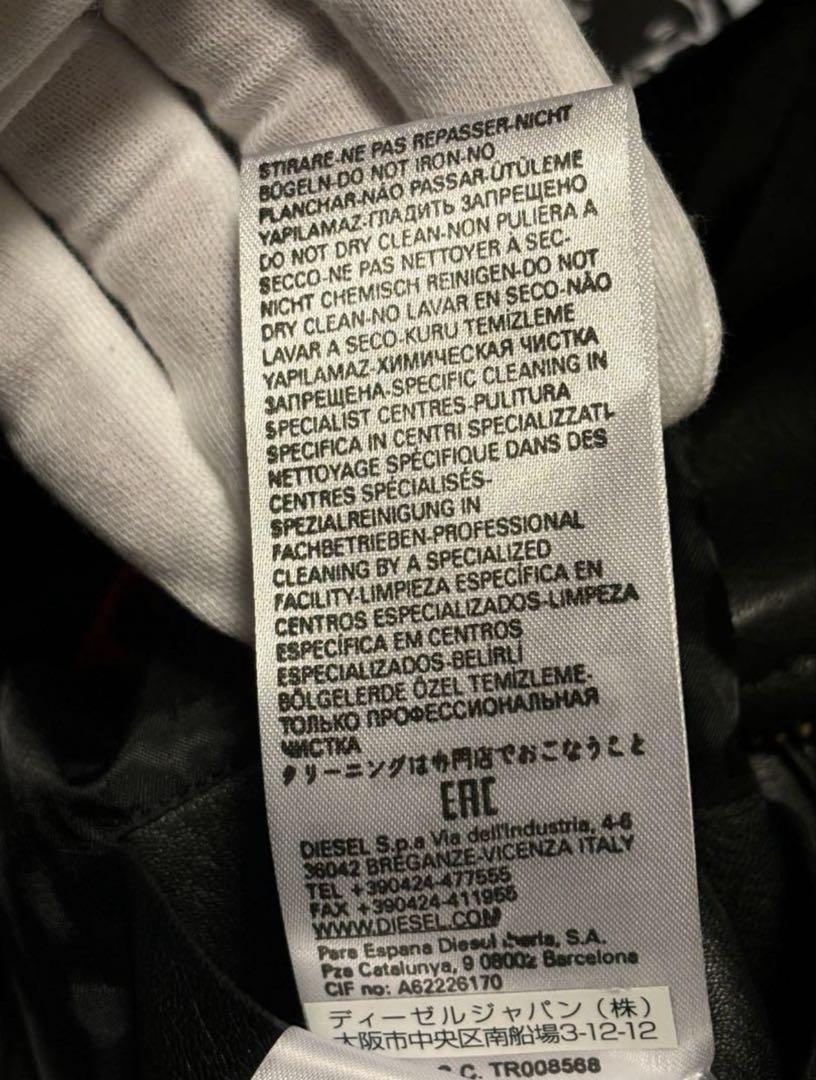 STIRARE-NE PAS REPASSER-NICHT
BÜGELN-DO NOT IRON-NO
PLANCHAR-NÃO PASSAR-ÜTÜLEME
YAPILAMAZ-ГЛАДИТЬ ЗАПРЕЩЕНО
DO NOT DRY CLEAN-NON PULIERA A
SECCO-NE PAS NETTOYER A SEC-
NICHT CHEMISCH REINIGEN-DO NOT
DRY CLEAN-NO LAVAR EN SECO-NÃO
LAVAR A SECO-KURU TEMİZLEME
YAPILAMAZ-ХИМИЧЕСКАЯ ЧИСТКА
ЗАПРЕЩЕНА-SPECIFIC CLEANING IN
SPECIALIST CENTRES-PULITURA
SPECIFICA IN CENTRI SPECIALIZZATI-
NETTOYAGE SPÉCIFIQUE DANS DES
CENTRES SPÉCIALISÉS-
SPEZIALREINIGUNG IN
FACHBETRIEBEN-PROFESSIONAL
CLEANING BY A SPECIALIZED
FACILITY-LIMPIEZA ESPECÍFICA EN
CENTROS ESPECIALIZADOS-LIMPEZA
ESPECÍFICA EM CENTROS
ESPECIALIZADOS-BELİRLİ
BÖLGELERDE ÖZEL TEMİZLEME-
ТОЛЬКО ПРОФЕССИОНАЛЬНАЯ
ЧИСТКА
クリーニングは専門店でおこなうこと
EAC
DIESEL S.p.a Via dell'Industria, 4-6
36042 BREGANZE-VICENZA ITALY
TEL +390424-477555
FAX +390424-411955
WWW.DIESEL.COM
Para Espana Diesel Iberia, S.A.
Pza Catalunya, 9 08002 Barcelona
CIF no: A62226170
ディーゼルジャパン（株）
大阪市中央区南船場3-12-12
C. TR008568